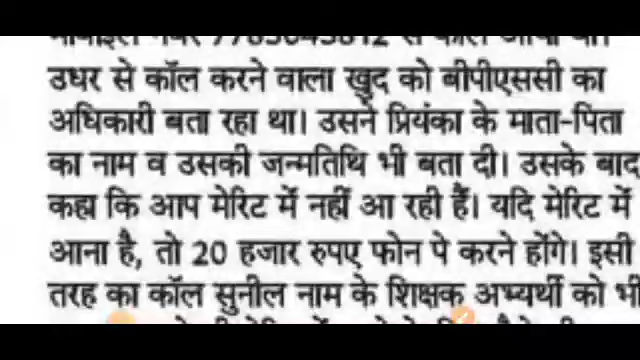 उधर से कॉल करने वाला खुद को बीपीएससी का
अधिकारी बता रहा था। उसने प्रियंका के माता-पिता
का नाम व उसकी जन्मतिथि भी बता दी। उसके बाद
कहा कि आप मेरिट में नहीं आ रही हैं। यदि मेरिट में
आना है, तो 20 हजार रुपए फोन पे करने होंगे। इसी
तरह का कॉल सुनील नाम के शिक्षक अभ्यर्थी को भी